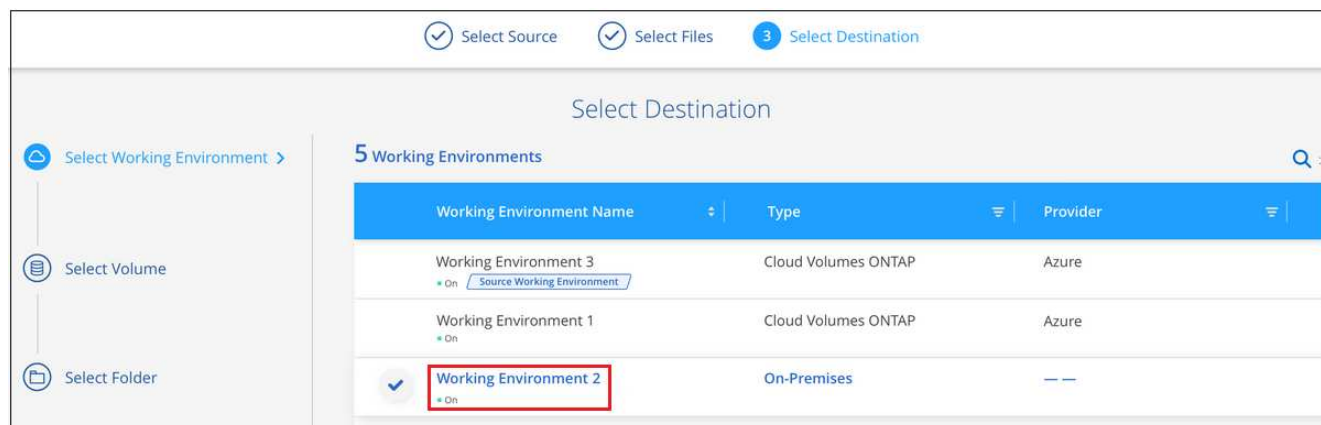 Select Source
Select Files
3 Select Destination
Select Destination
Select Working Environment
Select Volume
Select Folder
5 Working Environments
Working Environment Name Type Provider
Working Environment 3 Cloud Volumes ONTAP Azure
On Source Working Environment
Working Environment 1 Cloud Volumes ONTAP Azure
On
Working Environment 2 On-Premises — —
On